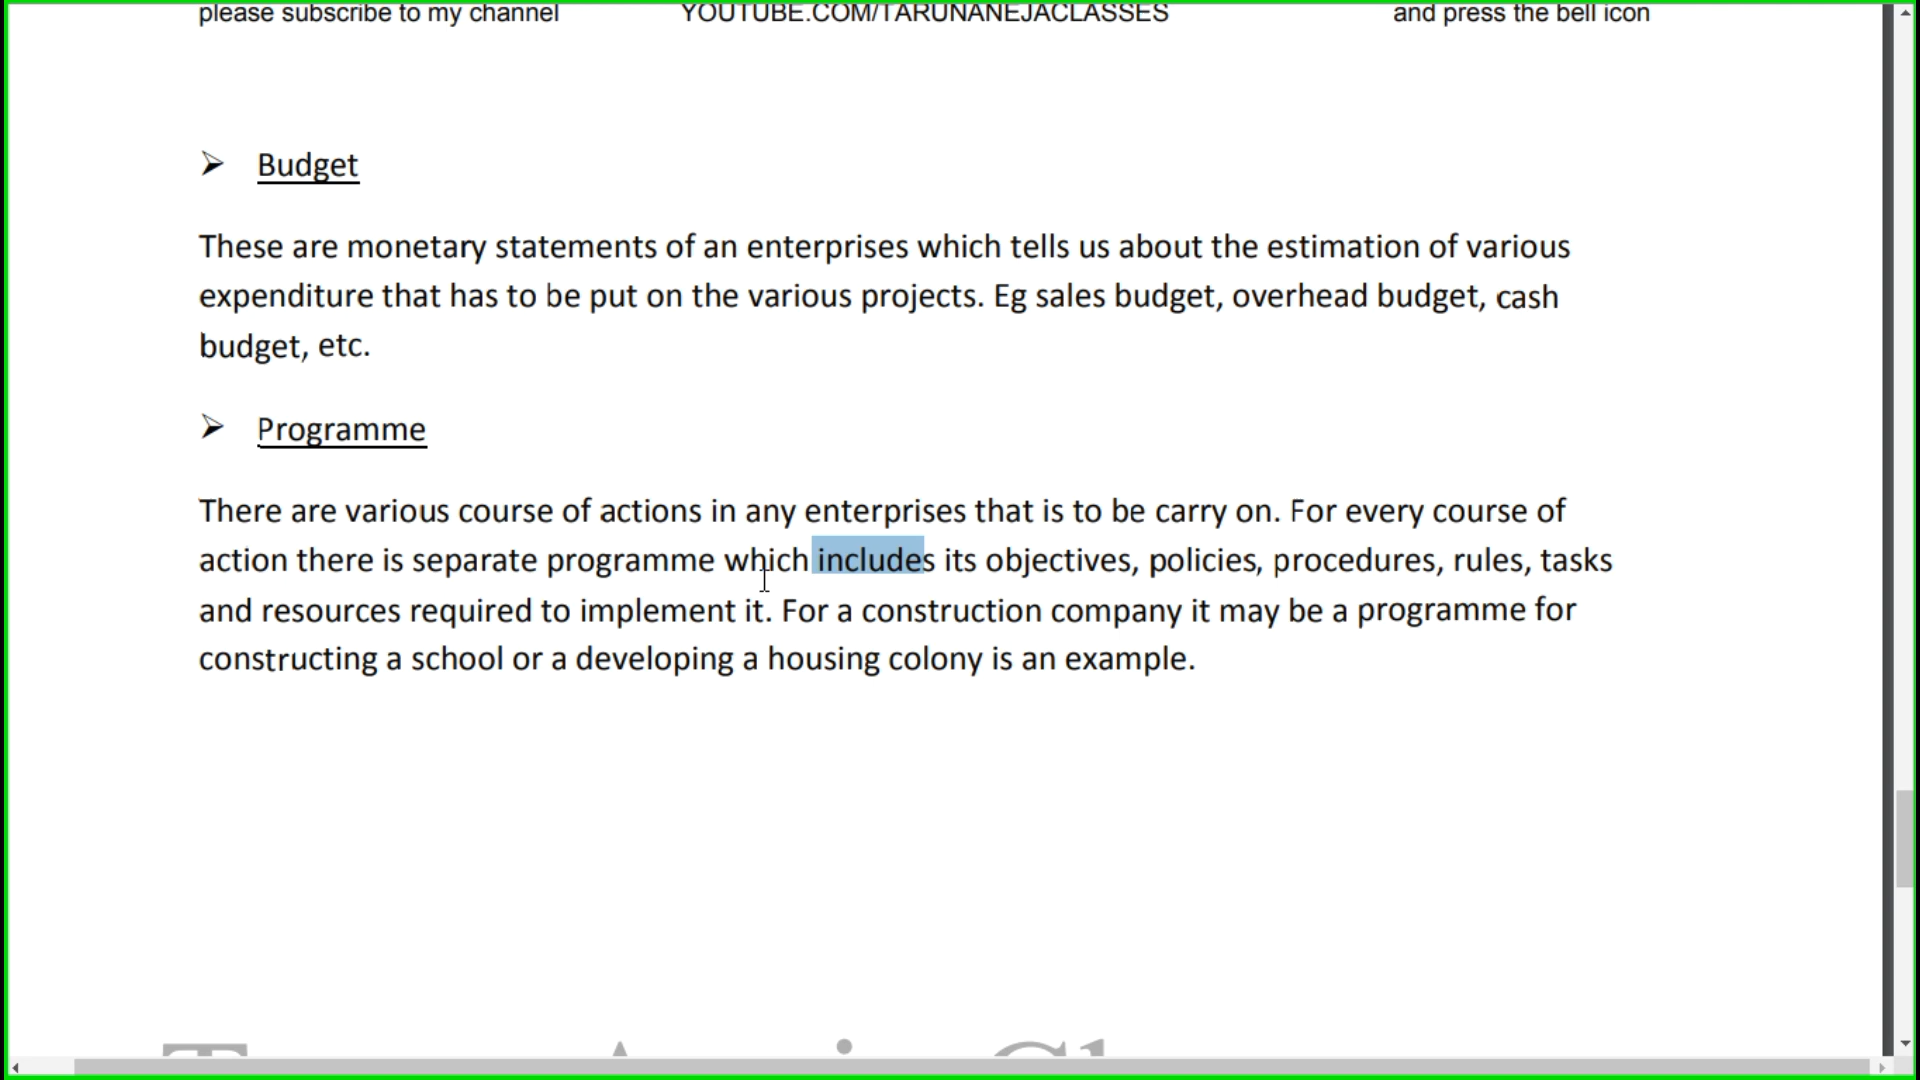 please subscribe to my channel YOUTUBE.COM/TARUNANEJACLASSES and press the bell icon
➢ Budget
These are monetary statements of an enterprises which tells us about the estimation of various
expenditure that has to be put on the various projects. Eg sales budget, overhead budget, cash
budget, etc.
➢ Programme
There are various course of actions in any enterprises that is to be carry on. For every course of
action there is separate programme which includes its objectives, policies, procedures, rules, tasks
and resources required to implement it. For a construction company it may be a programme for
constructing a school or a developing a housing colony is an example.